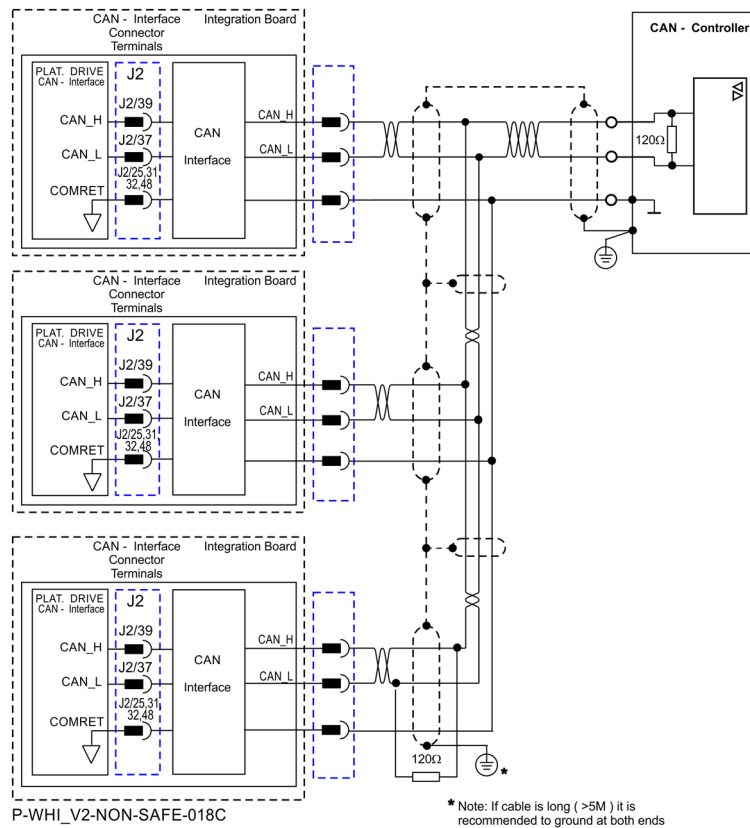 CAN - Interface
Connector
Terminals
Integration Board
CAN - Controller
PLAT. DRIVE
CAN - Interface
J2
J2/39
CAN_H
J2/37
CAN_L
J2/25,31,
32,48
COMRET
CAN
Interface
CAN_H
CAN_L
120Ω
CAN - Interface
Connector
Terminals
Integration Board
PLAT. DRIVE
CAN - Interface
J2
J2/39
CAN_H
J2/37
CAN_L
J2/25,31,
32,48
COMRET
CAN
Interface
CAN_H
CAN_L
CAN - Interface
Connector
Terminals
Integration Board
PLAT. DRIVE
CAN - Interface
J2
J2/39
CAN_H
J2/37
CAN_L
J2/25,31,
32,48
COMRET
CAN
Interface
CAN_H
CAN_L
120Ω
*
P-WHI_V2-NON-SAFE-018C
* Note: If cable is long ( >5M ) it is
recommended to ground at both ends